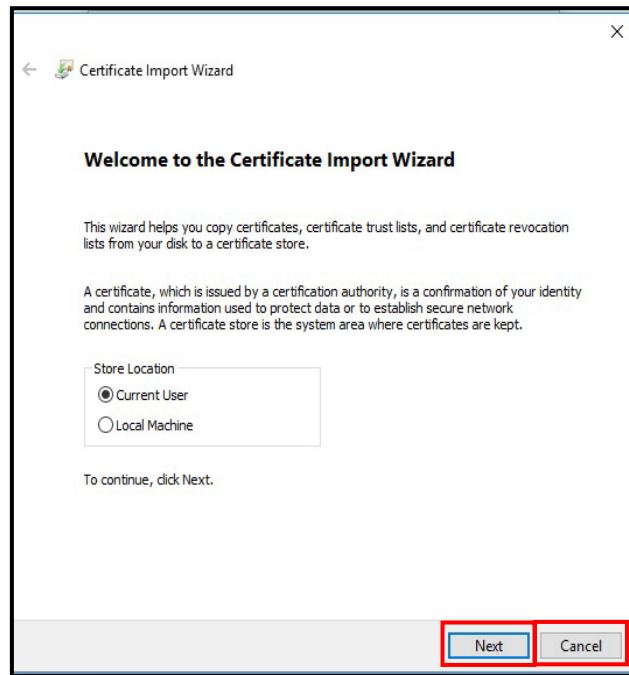 Certificate Import Wizard
Welcome to the Certificate Import Wizard
This wizard helps you copy certificates, certificate trust lists, and certificate revocation
lists from your disk to a certificate store.
A certificate, which is issued by a certification authority, is a confirmation of your identity
and contains information used to protect data or to establish secure network
connections. A certificate store is the system area where certificates are kept.
Store Location
Current User
Local Machine
To continue, click Next.
Next Cancel